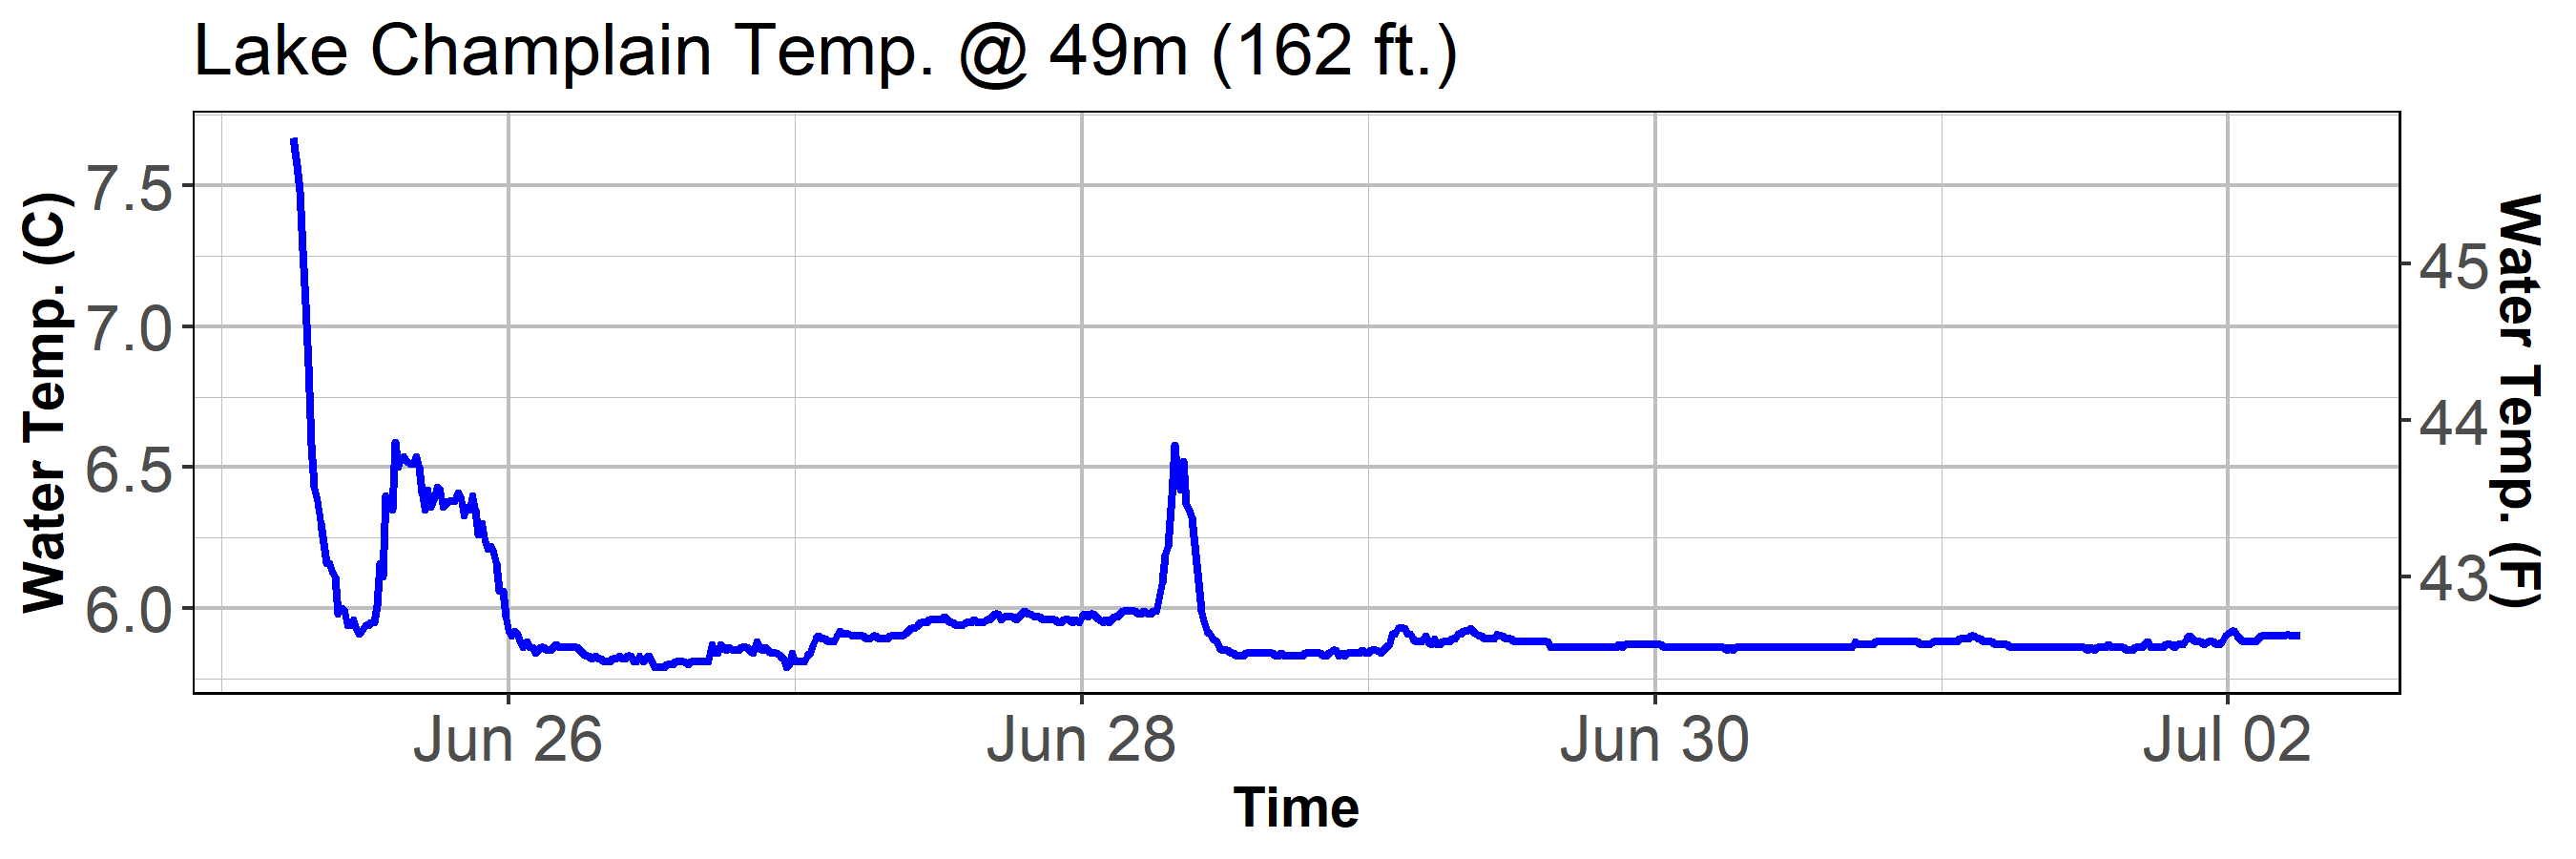 Lake Champlain Temp. @ 49m (162 ft.)
Water Temp. (C)
7.5
7.0
6.5
6.0
45
44
43
Water Temp. (F)
Jun 26
Jun 28
Jun 30
Jul 02
Time